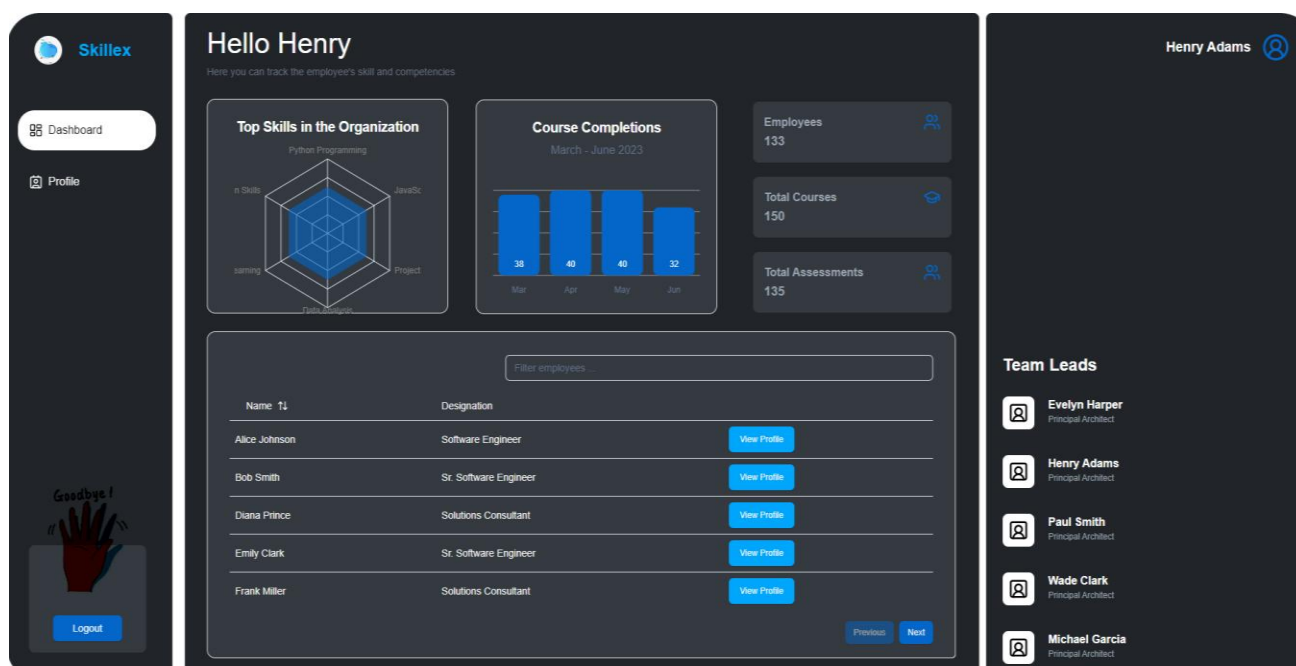 Skillex
Dashboard
Profile
Goodbye!
Logout
Hello Henry
Here you can track the employee's skill and competencies
Top Skills in the Organization
Python Programming
n Skills
JavaSc
earning
Project
Data Analysis
Course Completions
March - June 2023
38 40 40 32
Mar Apr May Jun
Employees
133
Total Courses
150
Total Assessments
135
Filter employees ...
Name ↑↓ Designation
Alice Johnson Software Engineer View Profile
Bob Smith Sr. Software Engineer View Profile
Diana Prince Solutions Consultant View Profile
Emily Clark Sr. Software Engineer View Profile
Frank Miller Solutions Consultant View Profile
Previous Next
Henry Adams
Team Leads
Evelyn Harper
Principal Architect
Henry Adams
Principal Architect
Paul Smith
Principal Architect
Wade Clark
Principal Architect
Michael Garcia
Principal Architect